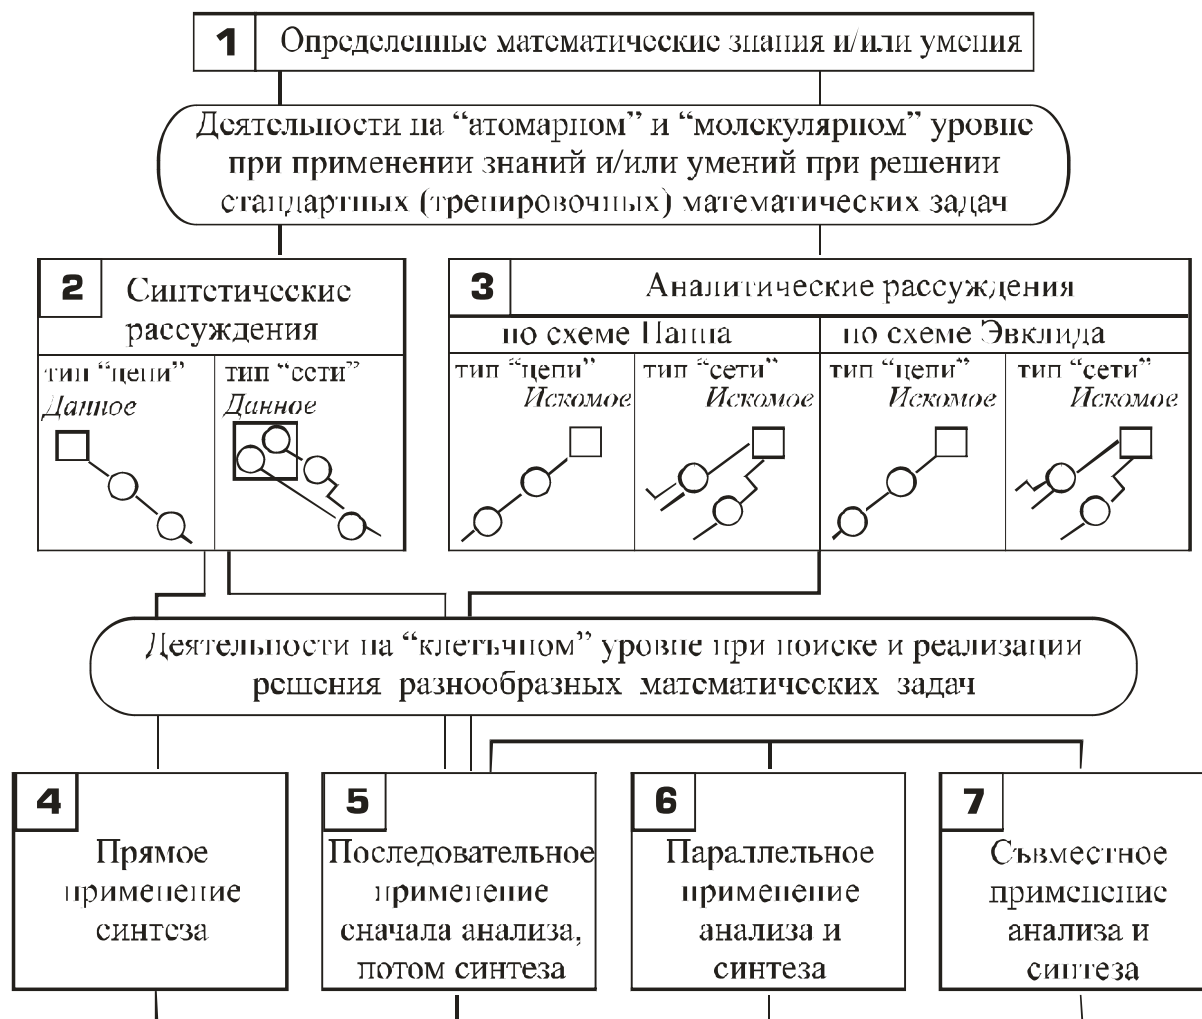 1 Определенные математические знания и/или умения
Деятельности на “атомарном” и “молекулярном” уровне
при применении знаний и/или умений при решении
стандартных (тренировочных) математических задач
2 Синтетические
рассуждения
тип “цепи”
Данное
тип “сети”
Данное
3 Аналитические рассуждения
по схеме Паппа
по схеме Эвклида
тип “цепи”
Искомое
тип “сети”
Искомое
тип “цепи”
Искомое
тип “сети”
Искомое
Деятельности на “клетъчном” уровне при поиске и реализации
решения разнообразных математических задач
4
Прямое
применение
синтеза
5
Последовательное
применение
сначала анализа,
потом синтеза
6
Параллельное
применение
анализа и
синтеза
7
Съвместное
применение
анализа и
синтеза